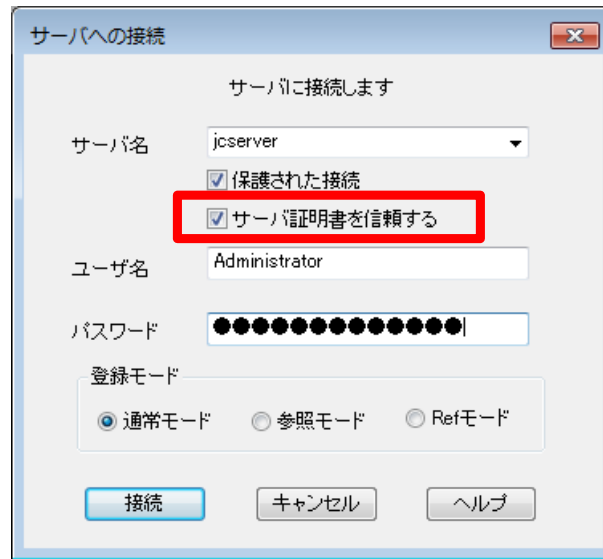 サーバへの接続
サーバに接続します
サーバ名 jcserver
保護された接続
サーバ証明書を信頼する
ユーザ名 Administrator
パスワード ●●●●●●●●●●●●●
登録モード
通常モード 参照モード Refモード
接続 キャンセル ヘルプ